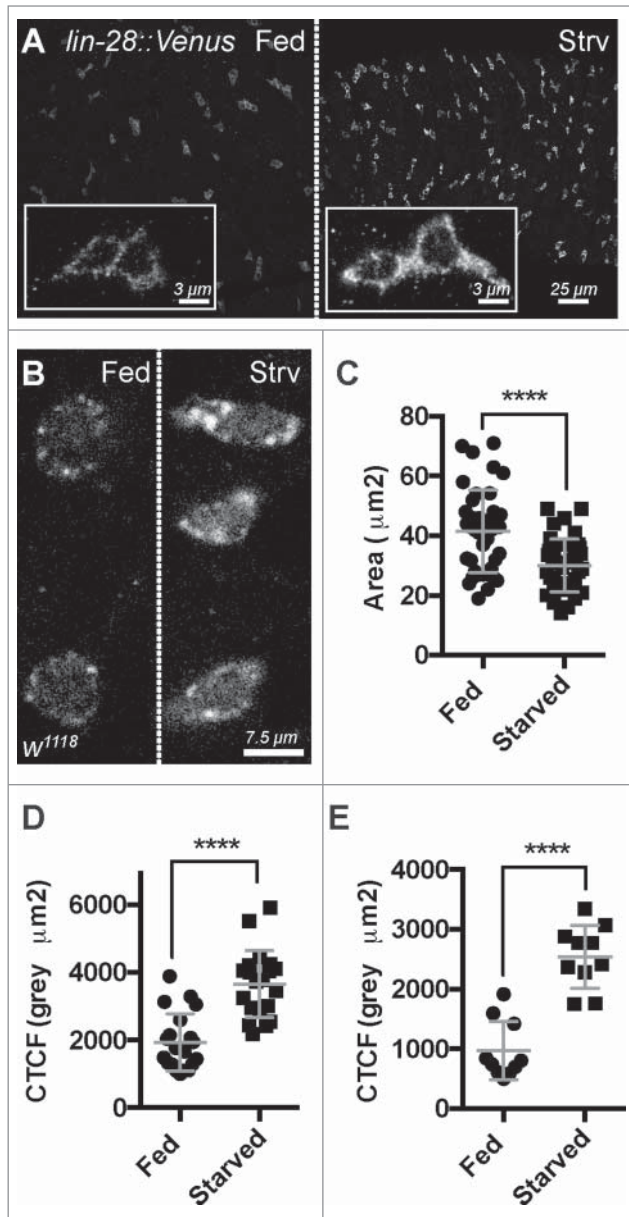 A lin-28::Venus Fed Strv
3 µm 3 µm 25 µm
B Fed Strv
w1118 7.5 µm
C
****
Area ( µm2)
80
60
40
20
0
Fed Starved
D
****
CTCF (grey µm2)
6000
4000
2000
0
Fed Starved
E
****
CTCF (grey µm2)
4000
3000
2000
1000
0
Fed Starved